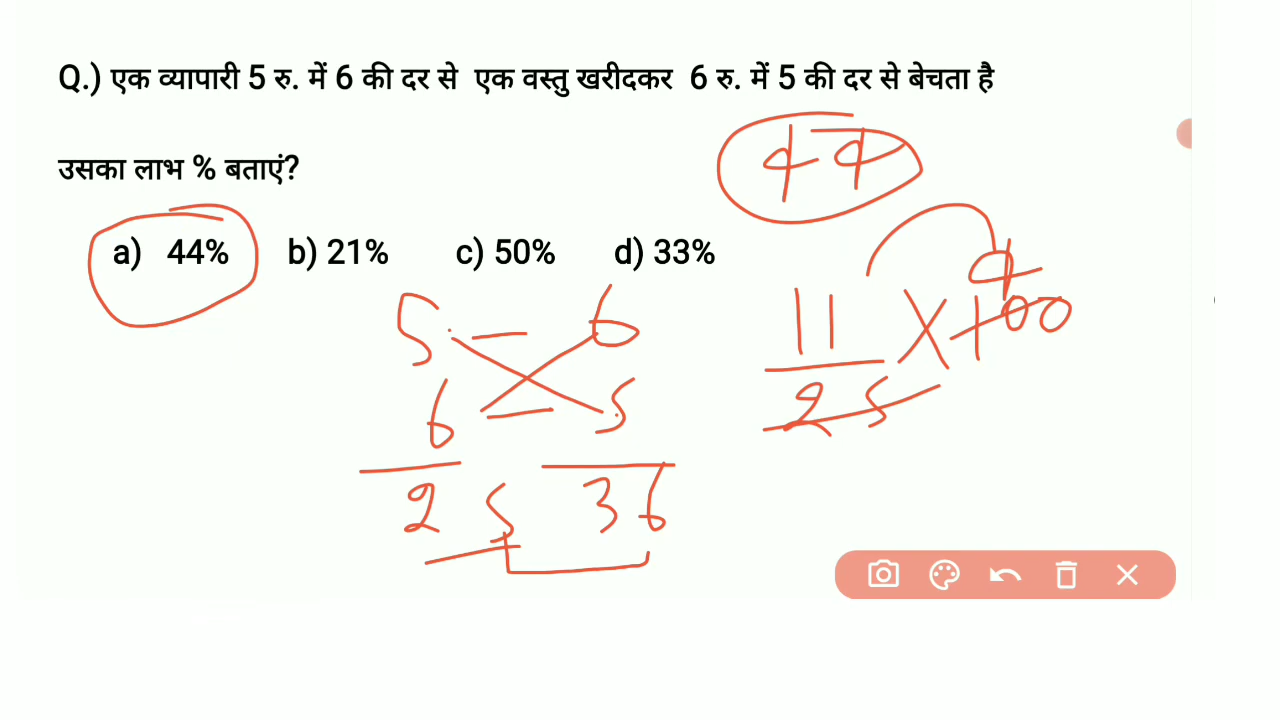 Q.) एक व्यापारी 5 रु. में 6 की दर से एक वस्तु खरीदकर 6 रु. में 5 की दर से बेचता है
उसका लाभ % बताएं?
44
a) 44% b) 21% c) 50% d) 33%
4
5 — 6
11 × 100
6 — 5
25
25 36